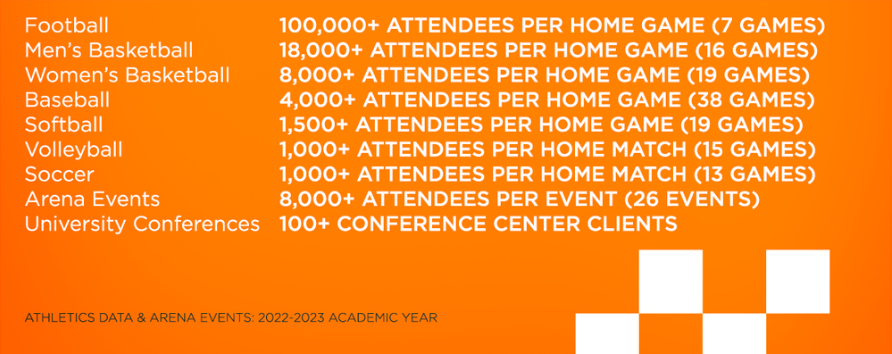 Football 100,000+ ATTENDEES PER HOME GAME (7 GAMES)
Men's Basketball 18,000+ ATTENDEES PER HOME GAME (16 GAMES)
Women's Basketball 8,000+ ATTENDEES PER HOME GAME (19 GAMES)
Baseball 4,000+ ATTENDEES PER HOME GAME (38 GAMES)
Softball 1,500+ ATTENDEES PER HOME GAME (19 GAMES)
Volleyball 1,000+ ATTENDEES PER HOME MATCH (15 GAMES)
Soccer 1,000+ ATTENDEES PER HOME MATCH (13 GAMES)
Arena Events 8,000+ ATTENDEES PER EVENT (26 EVENTS)
University Conferences 100+ CONFERENCE CENTER CLIENTS
ATHLETICS DATA & ARENA EVENTS: 2022-2023 ACADEMIC YEAR